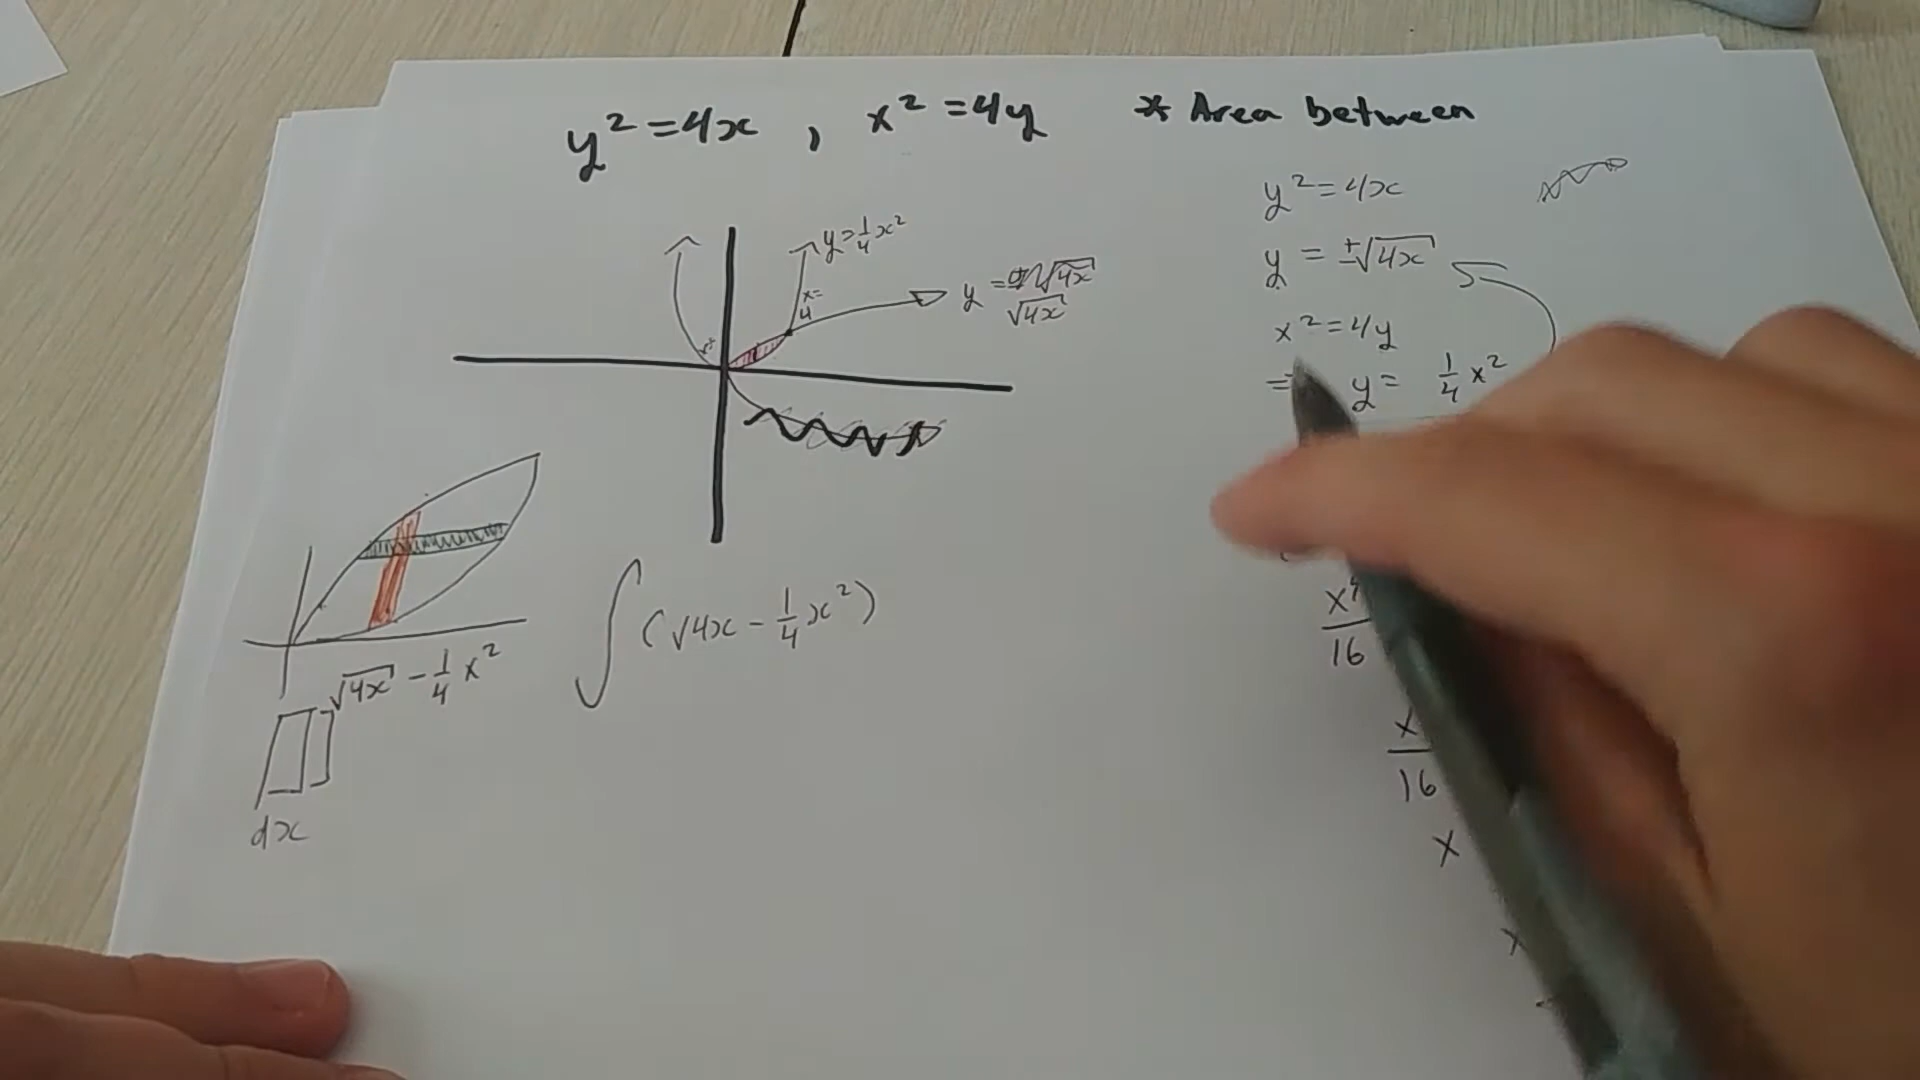 y² = 4x , x² = 4y * Area between
y² = 4x
y = ±√4x
x² = 4y
y = 1/4 x²
y = 1/4 x²
x=
4
y =
√4x
√4x
∫ (√4x - 1/4 x²)
√4x - 1/4 x²
dx
x⁴
16
x
16
x
x